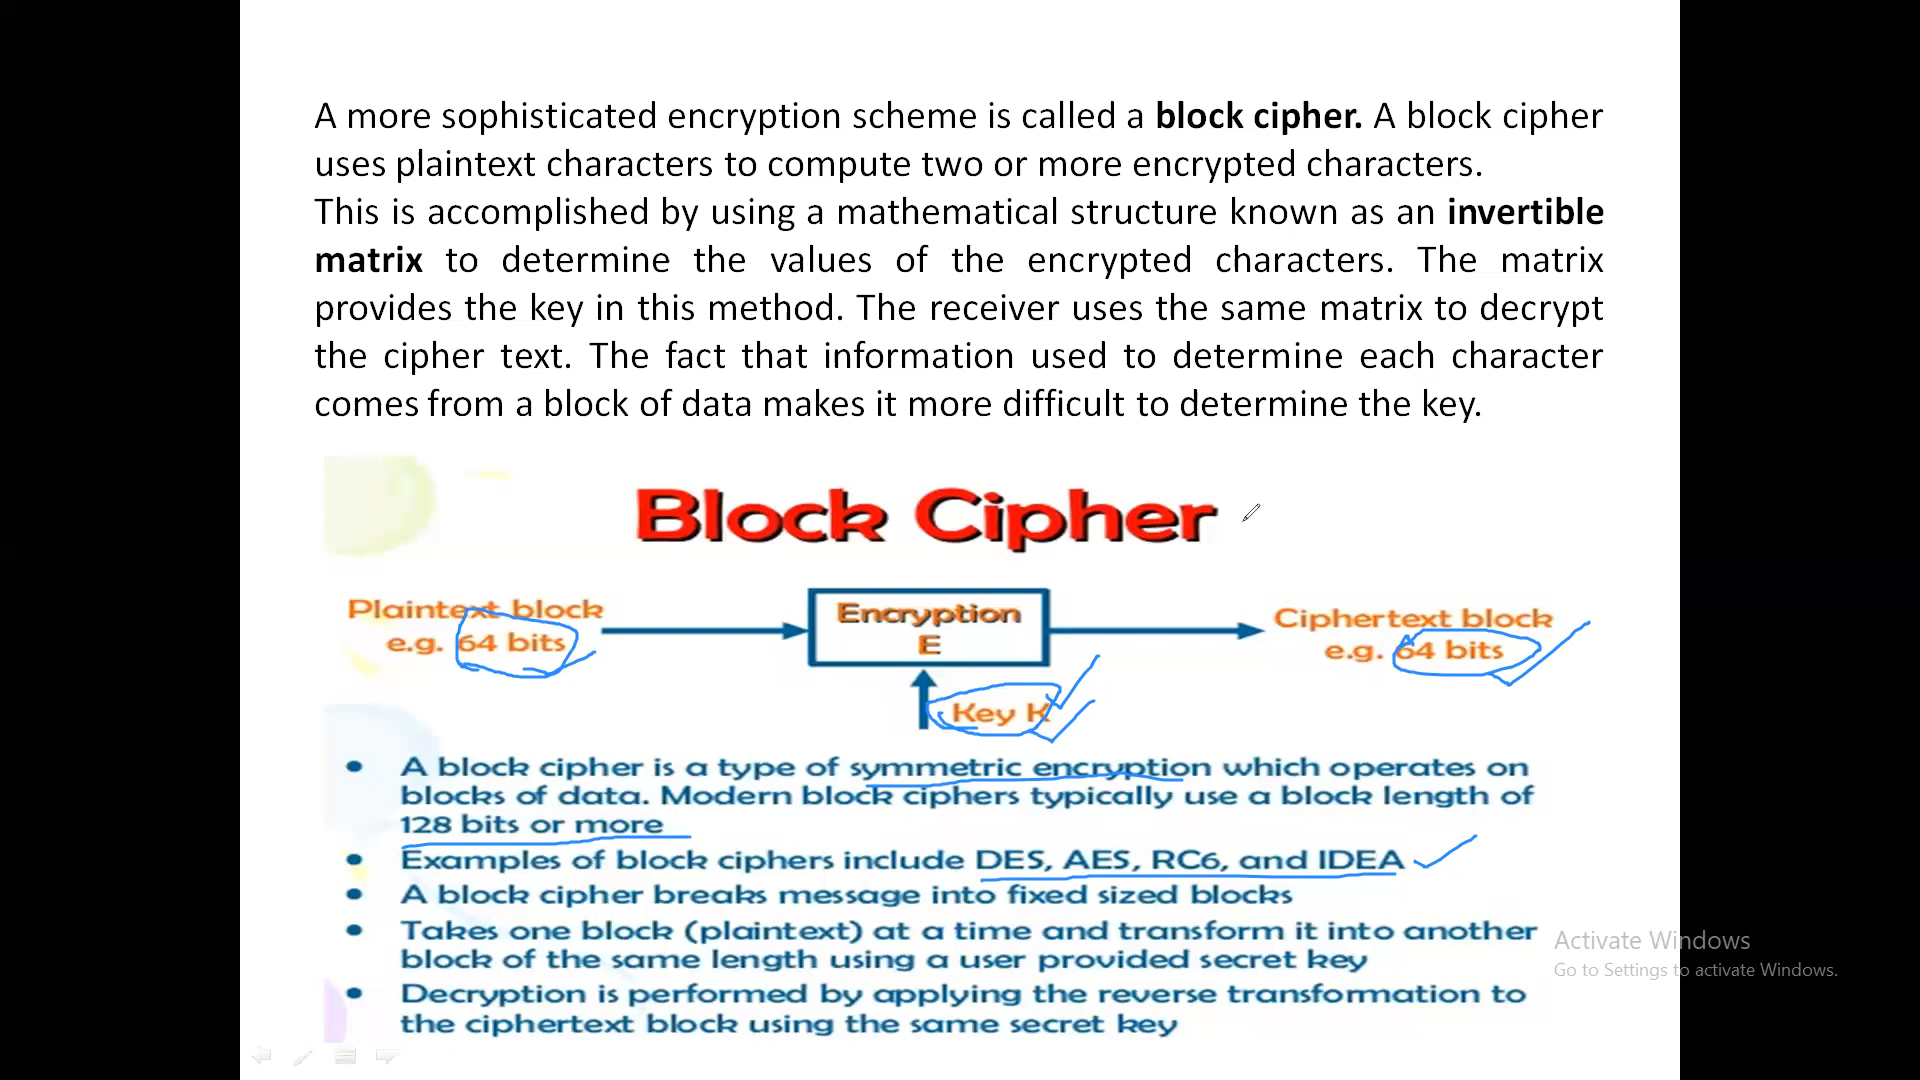 A more sophisticated encryption scheme is called a block cipher. A block cipher
uses plaintext characters to compute two or more encrypted characters.
This is accomplished by using a mathematical structure known as an invertible
matrix to determine the values of the encrypted characters. The matrix
provides the key in this method. The receiver uses the same matrix to decrypt
the cipher text. The fact that information used to determine each character
comes from a block of data makes it more difficult to determine the key.
Block Cipher
Plaintext block
e.g. 64 bits
Encryption
E
Ciphertext block
e.g. 64 bits
Key K
• A block cipher is a type of symmetric encryption which operates on
blocks of data. Modern block ciphers typically use a block length of
128 bits or more
• Examples of block ciphers include DES, AES, RC6, and IDEA
• A block cipher breaks message into fixed sized blocks
• Takes one block (plaintext) at a time and transform it into another
block of the same length using a user provided secret key
• Decryption is performed by applying the reverse transformation to
the ciphertext block using the same secret key
Activate Windows
Go to Settings to activate Windows.